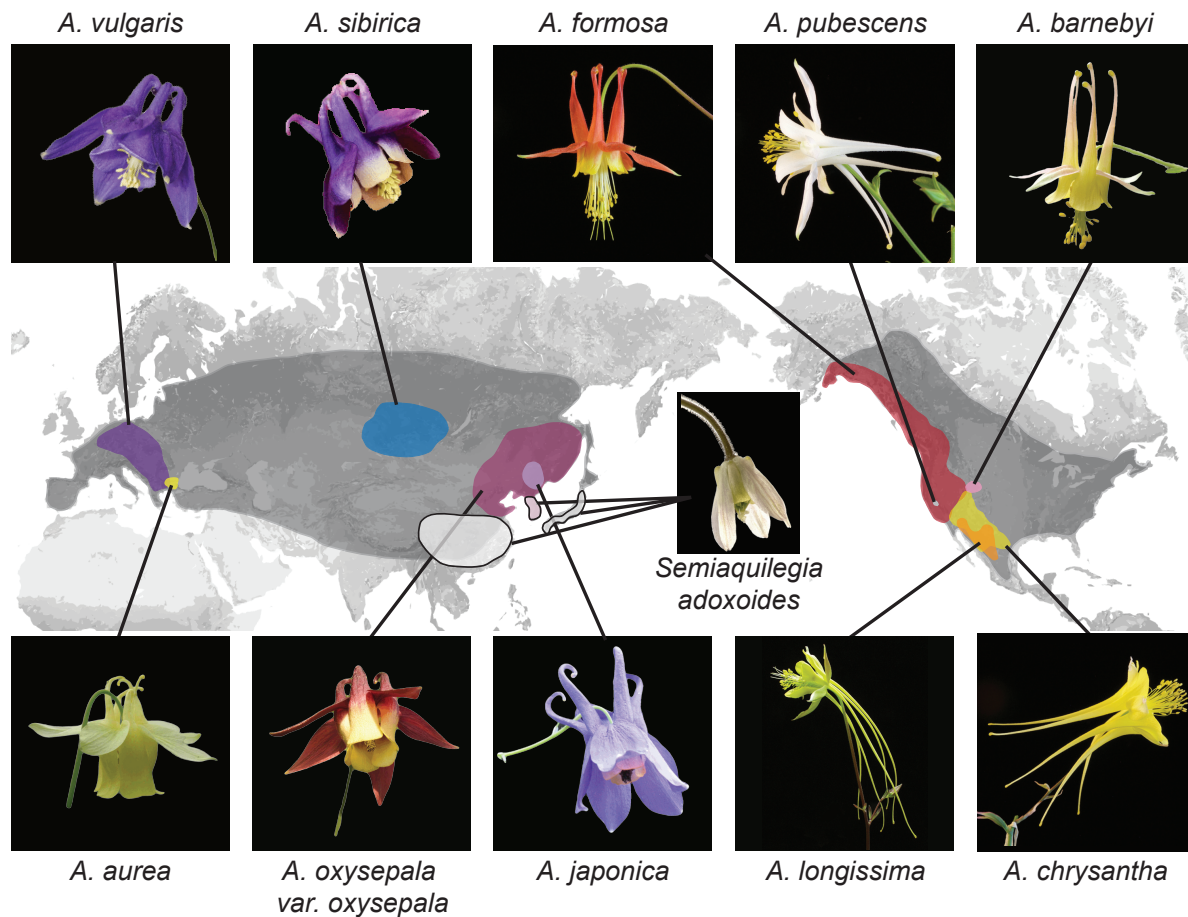 A. vulgaris
A. sibirica
A. formosa
A. pubescens
A. barnebyi
Semiaquilegia
adoxoides
A. aurea
A. oxysepala
var. oxysepala
A. japonica
A. longissima
A. chrysantha